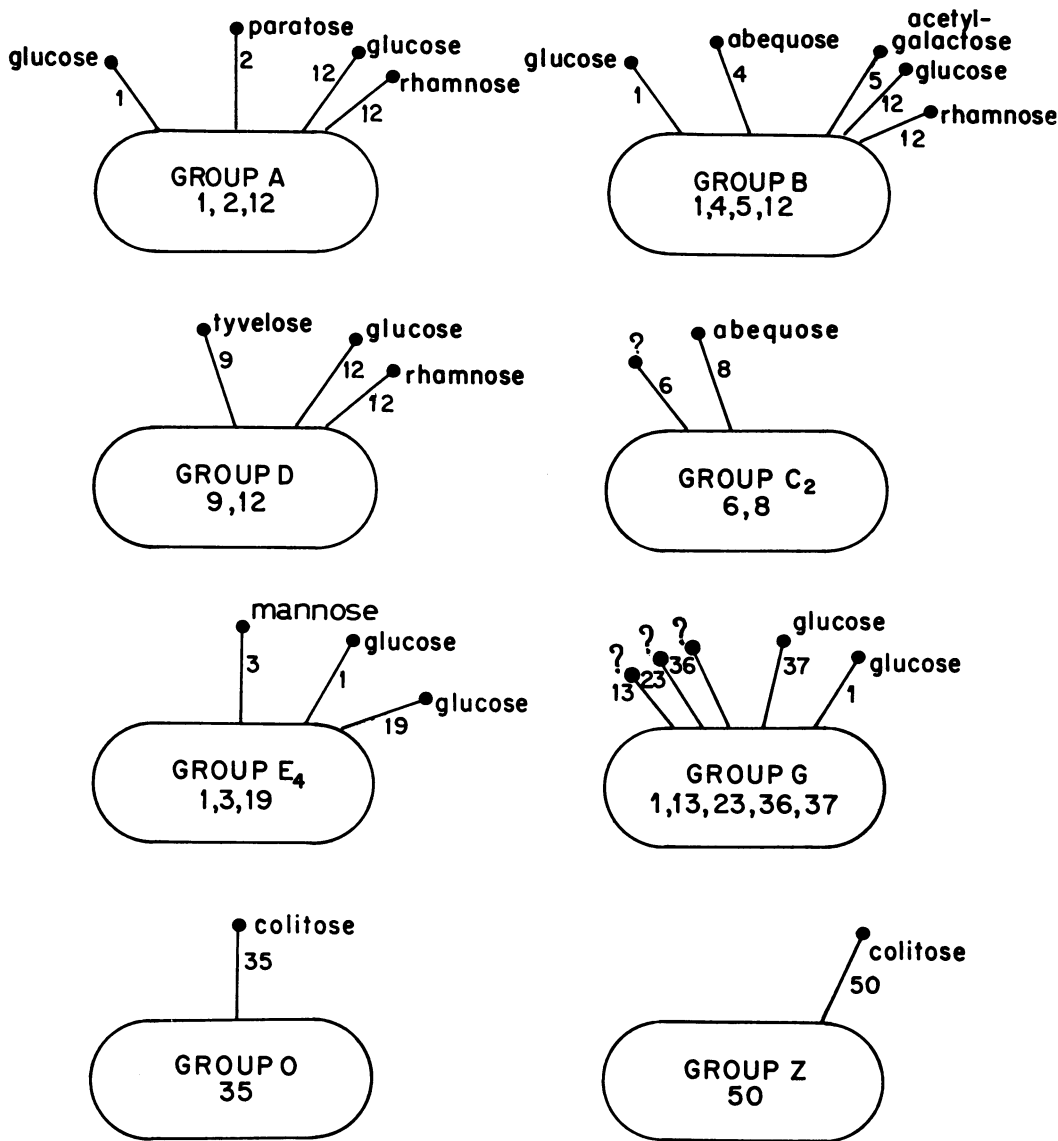 glucose
1
paratose
2
glucose
12
rhamnose
12
GROUP A
1, 2, 12
glucose
1
abequose
4
acetyl-
galactose
5
glucose
12
rhamnose
12
GROUP B
1,4,5,12
tyvelose
9
glucose
12
rhamnose
12
GROUP D
9,12
?
6
abequose
8
GROUP C2
6,8
mannose
3
glucose
1
glucose
19
GROUP E4
1,3,19
?
13
?
23
?
36
glucose
37
glucose
1
GROUP G
1,13,23,36,37
colitose
35
GROUP O
35
colitose
50
GROUP Z
50